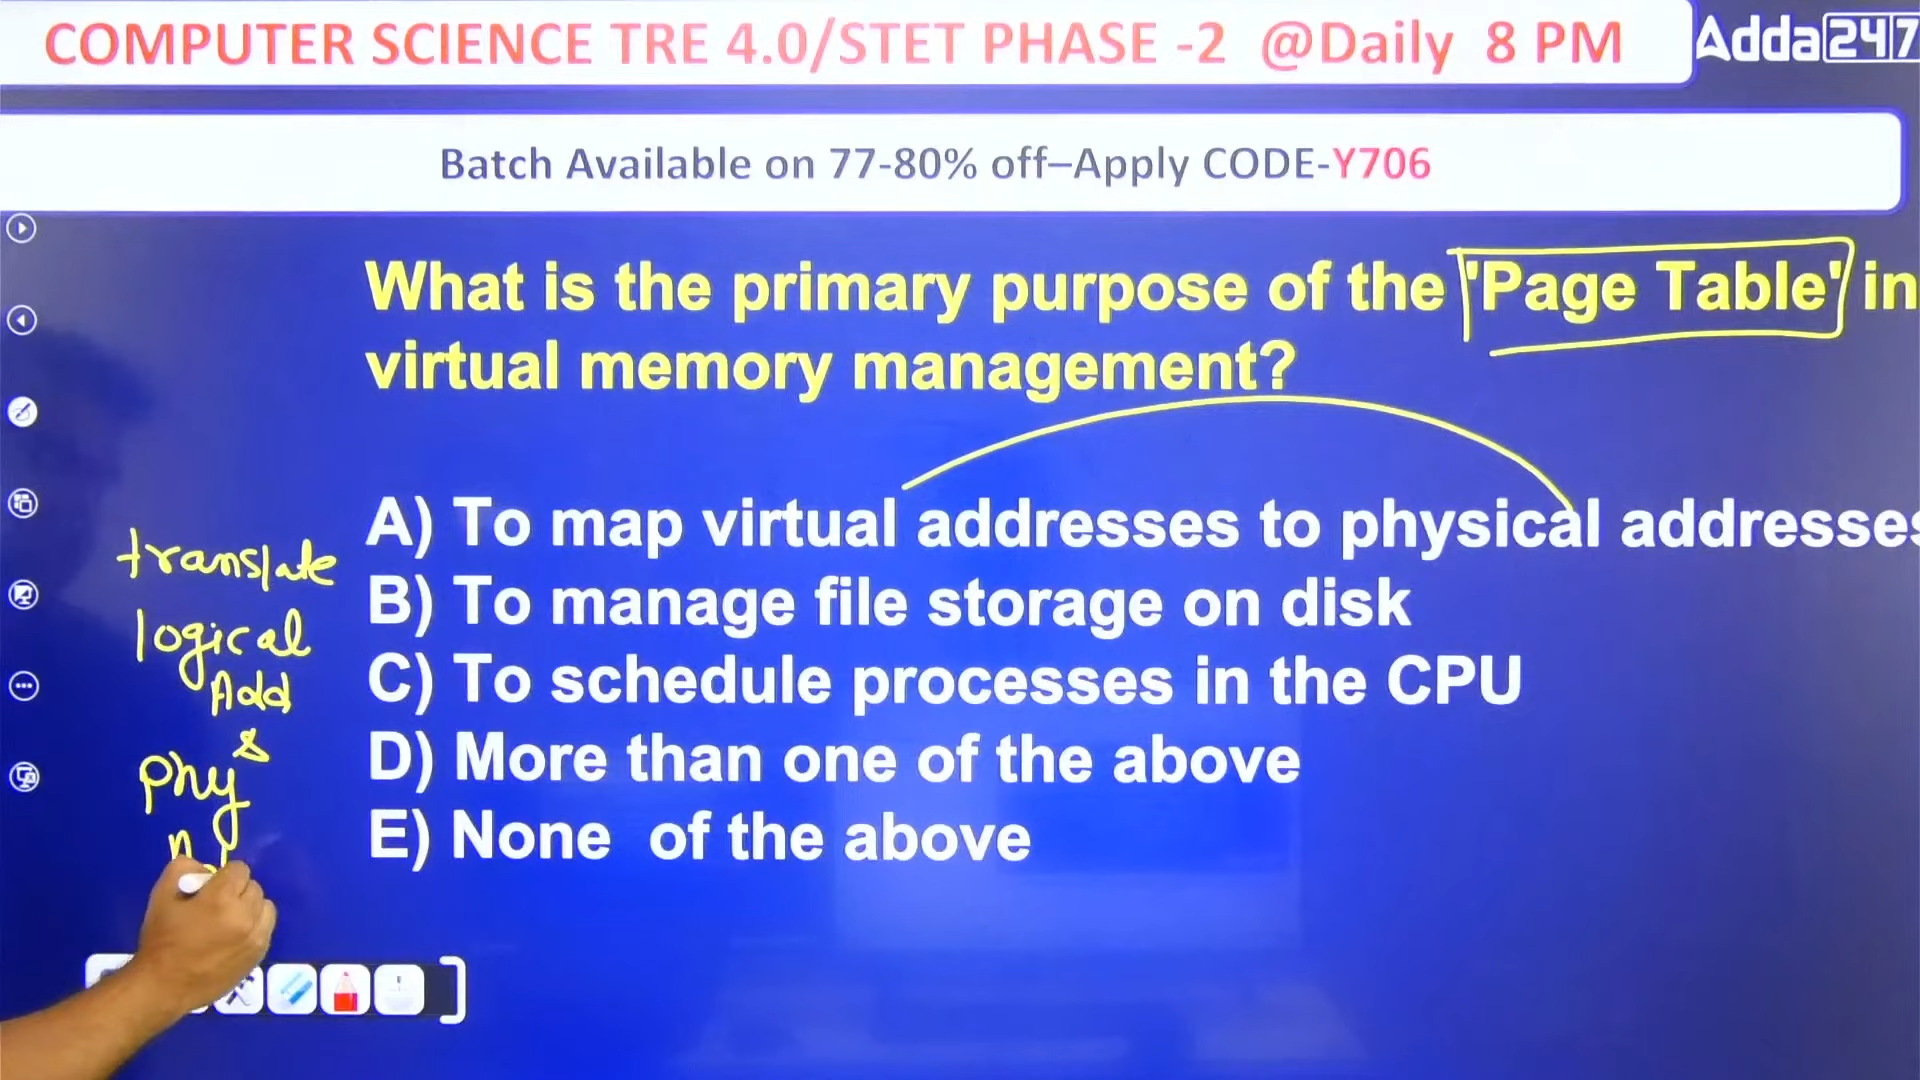 COMPUTER SCIENCE TRE 4.0/STET PHASE -2 @Daily 8 PM
Adda247
Batch Available on 77-80% off–Apply CODE-Y706
What is the primary purpose of the 'Page Table' in
virtual memory management?
A) To map virtual addresses to physical addresses
B) To manage file storage on disk
C) To schedule processes in the CPU
D) More than one of the above
E) None of the above
translate
logical
Add
phy